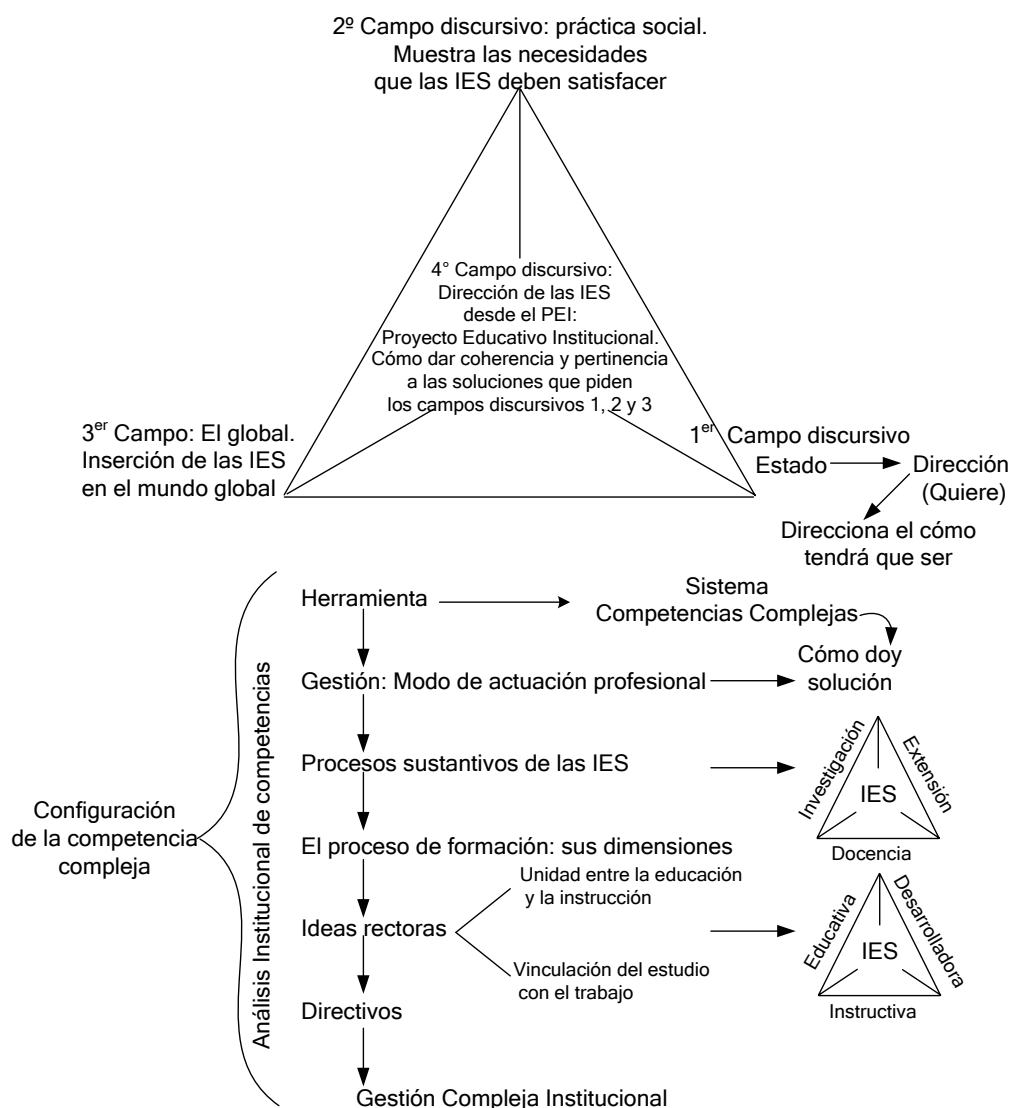 2º Campo discursivo: práctica social.
Muestra las necesidades
que las IES deben satisfacer
4° Campo discursivo:
Dirección de las IES
desde el PEI:
Proyecto Educativo Institucional.
Cómo dar coherencia y pertinencia
a las soluciones que piden
los campos discursivos 1, 2 y 3
3er Campo: El global.
Inserción de las IES
en el mundo global
1er Campo discursivo
Estado
Dirección
(Quiere)
Direcciona el cómo
tendrá que ser
Configuración
de la competencia
compleja
Análisis Institucional de competencias
Herramienta
Sistema
Competencias Complejas
Cómo doy
solución
Gestión: Modo de actuación profesional
Procesos sustantivos de las IES
Investigación
Extensión
IES
Docencia
El proceso de formación: sus dimensiones
Unidad entre la educación
y la instrucción
Ideas rectoras
Vinculación del estudio
con el trabajo
Educativa
Desarrolladora
IES
Instructiva
Directivos
Gestión Compleja Institucional